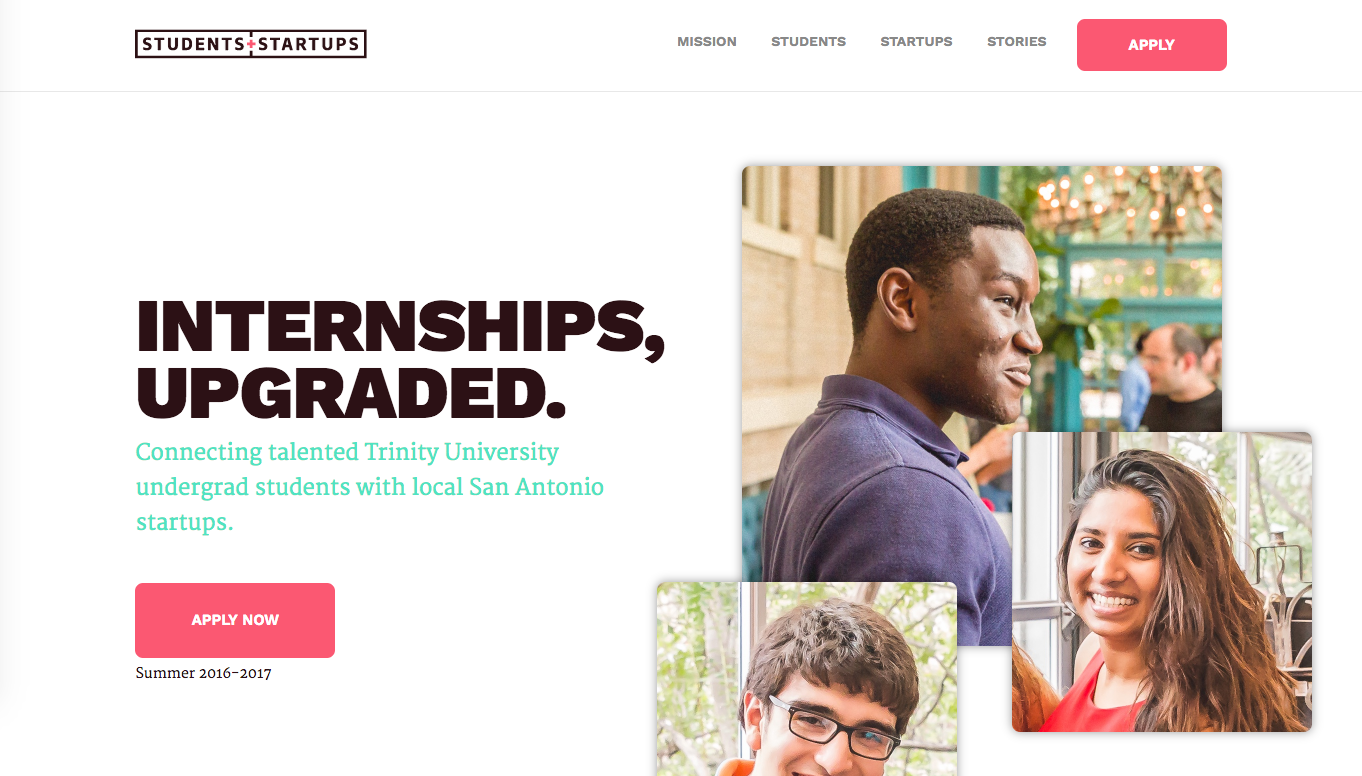 STUDENTS+STARTUPS
MISSION STUDENTS STARTUPS STORIES APPLY
INTERNSHIPS,
UPGRADED.
Connecting talented Trinity University
undergrad students with local San Antonio
startups.
APPLY NOW
Summer 2016-2017